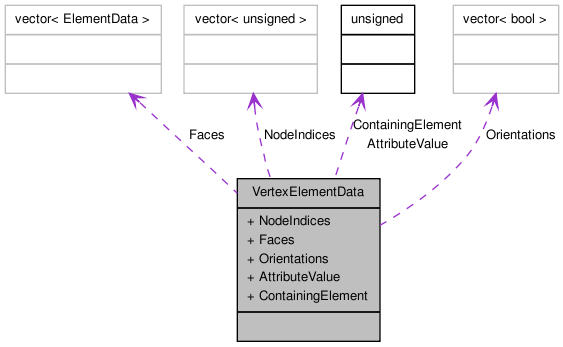 vector< ElementData >
vector< unsigned >
unsigned
vector< bool >
Faces
NodeIndices
ContainingElement
AttributeValue
Orientations
VertexElementData
+ NodeIndices
+ Faces
+ Orientations
+ AttributeValue
+ ContainingElement